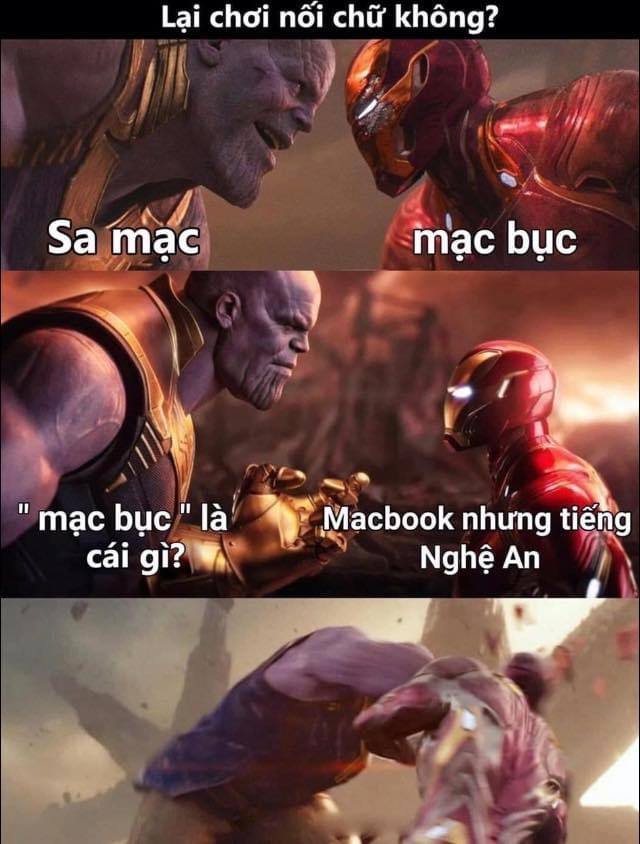 Lại chơi nối chữ không?
Sa mạc
mạc bục
" mạc bục " là
cái gì?
Macbook nhưng tiếng
Nghệ An